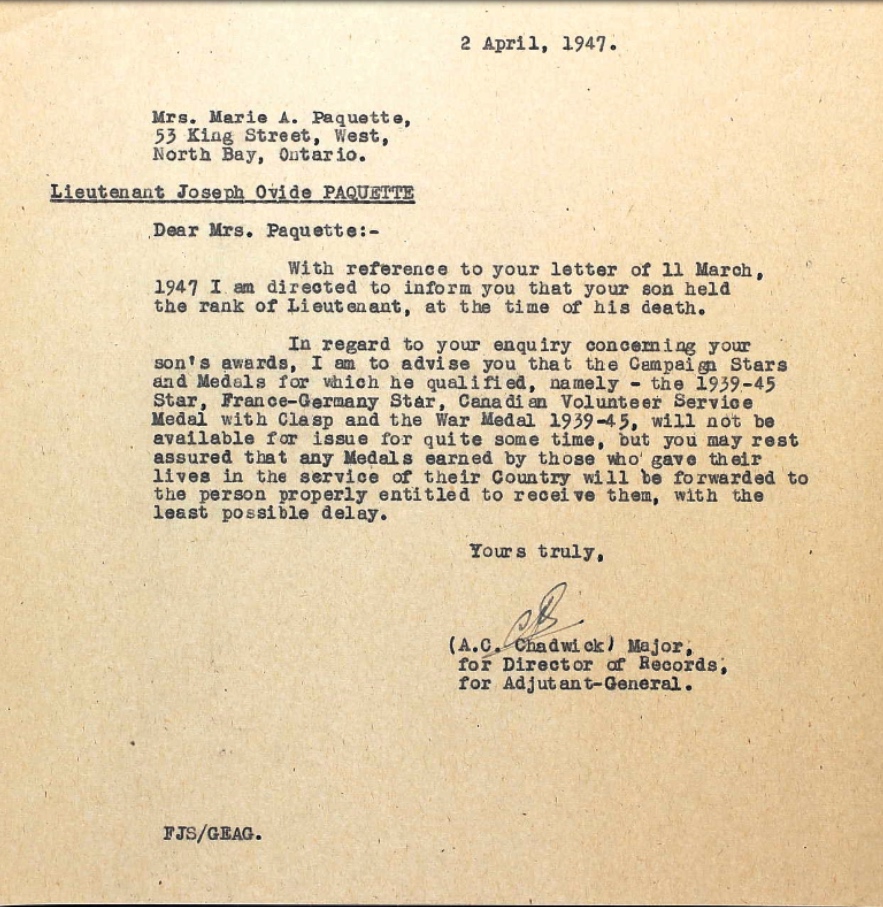 2 April, 1947.
Mrs. Marie A. Paquette,
53 King Street, West,
North Bay, Ontario.
Lieutenant Joseph Ovide PAQUETTE
Dear Mrs. Paquette:-
With reference to your letter of 11 March,
1947 I am directed to inform you that your son held
the rank of Lieutenant, at the time of his death.
In regard to your enquiry concerning your
son's awards, I am to advise you that the Campaign Stars
and Medals for which he qualified, namely - the 1939-45
Star, France-Germany Star, Canadian Volunteer Service
Medal with Clasp and the War Medal 1939-45, will not be
available for issue for quite some time, but you may rest
assured that any Medals earned by those who gave their
lives in the service of their Country will be forwarded to
the person properly entitled to receive them, with the
least possible delay.
Yours truly,
(A.C. Chadwick) Major,
for Director of Records,
for Adjutant-General.
FJS/GEAG.